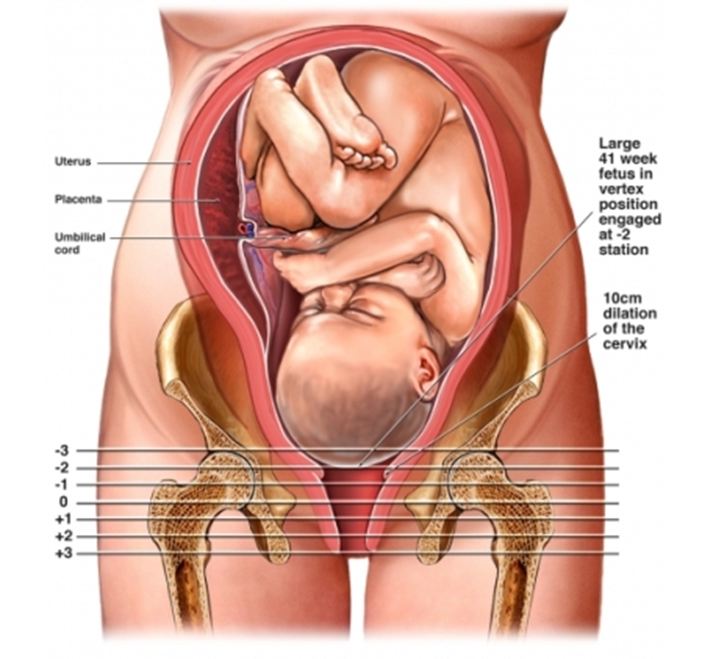 Uterus
Placenta
Umbilical
cord
Large
41 week
fetus in
vertex
position
engaged
at -2
station
10cm
dilation
of the
cervix
-3
-2
-1
0
+1
+2
+3